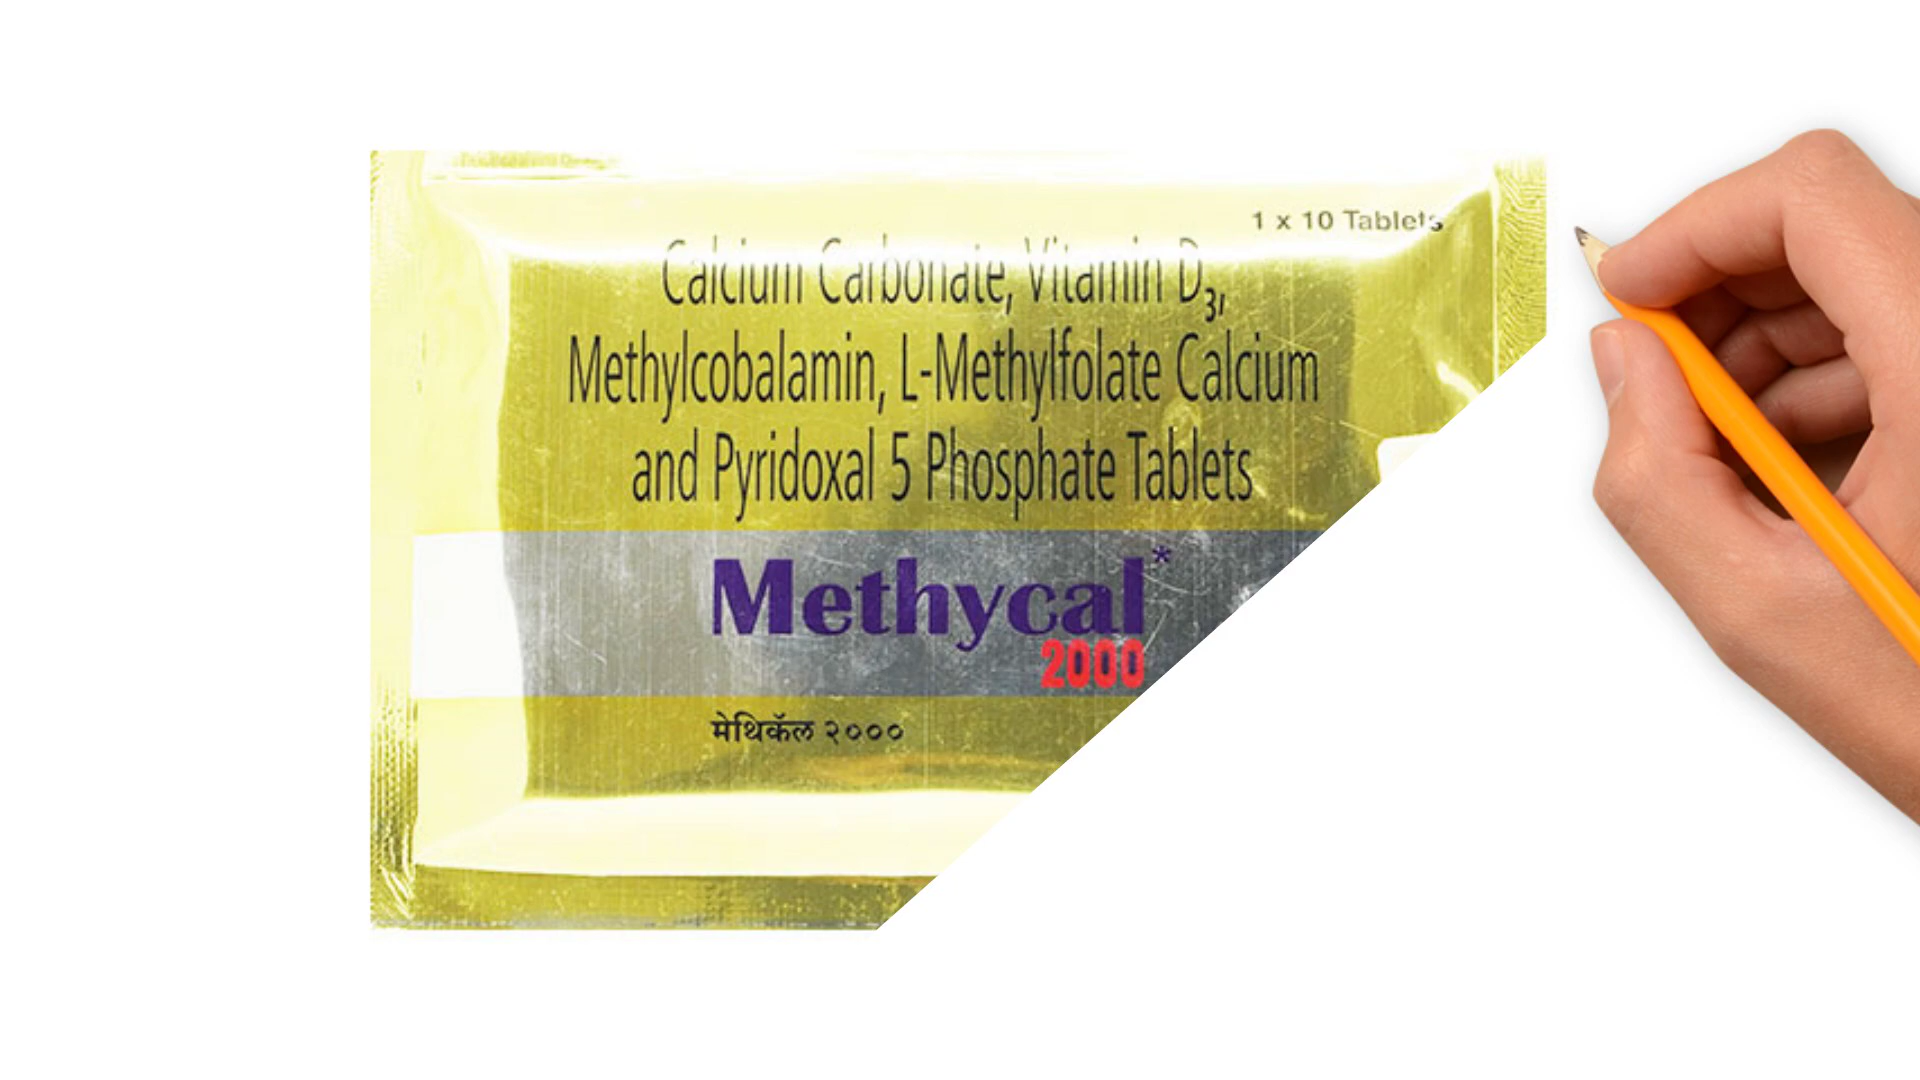 1 x 10 Tablets
Calcium Carbonate, Vitamin D₃,
Methylcobalamin, L-Methylfolate Calcium
and Pyridoxal 5 Phosphate Tablets
Methycal*
2000
मेथिकॅल २०००